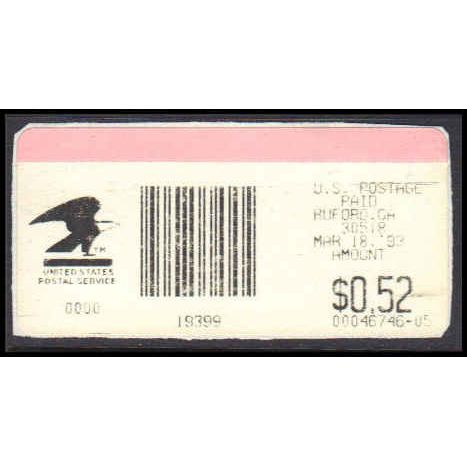 U.S. POSTAGE
PAID
BUFORD,GA
30518
MAR 18, 93
AMOUNT
$0.52
00046746-05
TM
UNITED STATES
POSTAL SERVICE
0000
19399